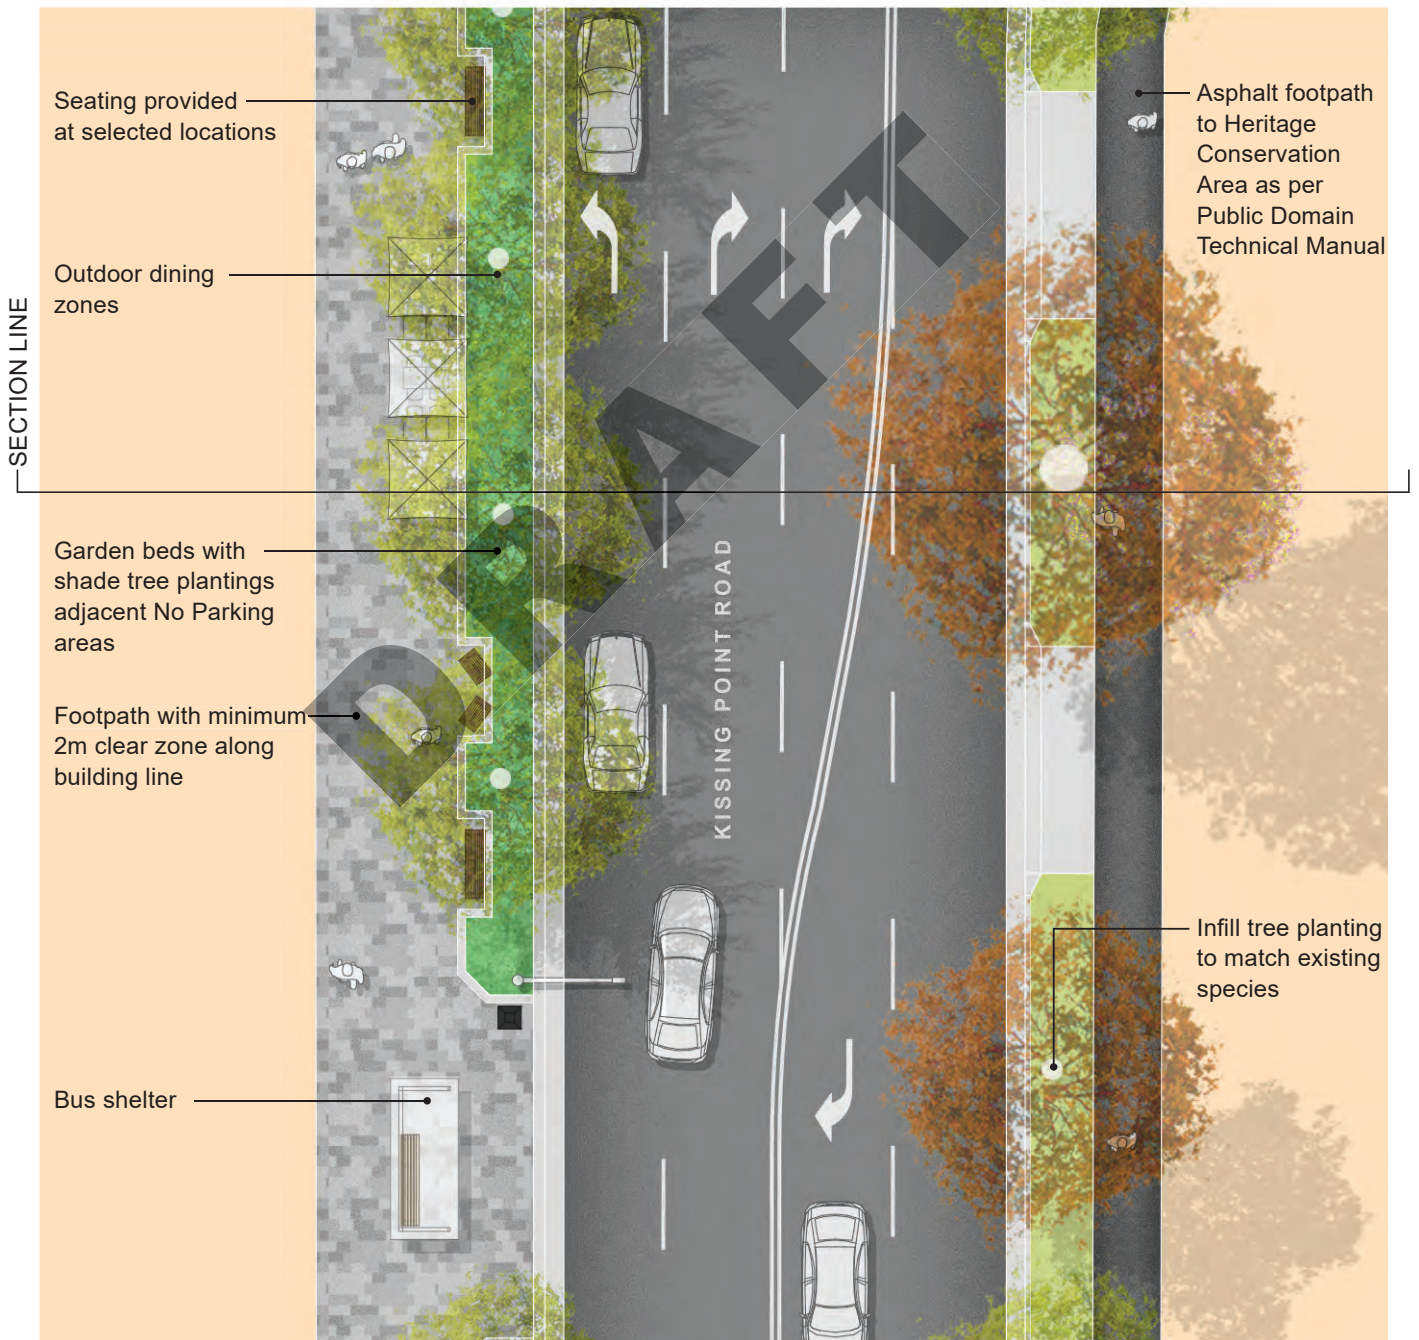 Seating provided
at selected locations
Asphalt footpath
to Heritage
Conservation
Area as per
Public Domain
Technical Manual
Outdoor dining
zones
SECTION LINE
DRAFT
Garden beds with
shade tree plantings
adjacent No Parking
areas
KISSING POINT ROAD
Footpath with minimum
2m clear zone along
building line
Infill tree planting
to match existing
species
Bus shelter